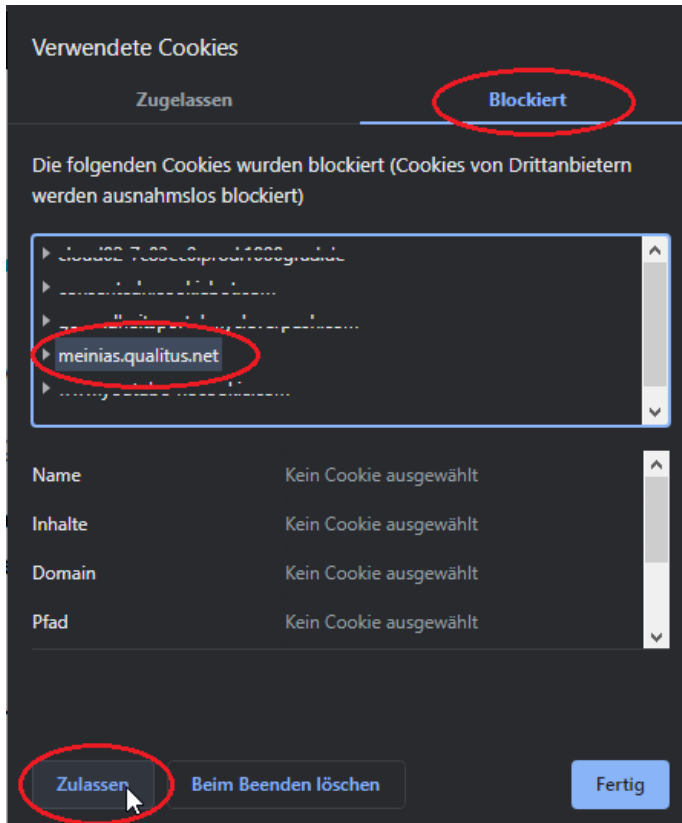 Verwendete Cookies
Zugelassen Blockiert
Die folgenden Cookies wurden blockiert (Cookies von Drittanbietern
werden ausnahmslos blockiert)
meinias.qualitus.net
Name Kein Cookie ausgewählt
Inhalte Kein Cookie ausgewählt
Domain Kein Cookie ausgewählt
Pfad Kein Cookie ausgewählt
Zulassen Beim Beenden löschen Fertig